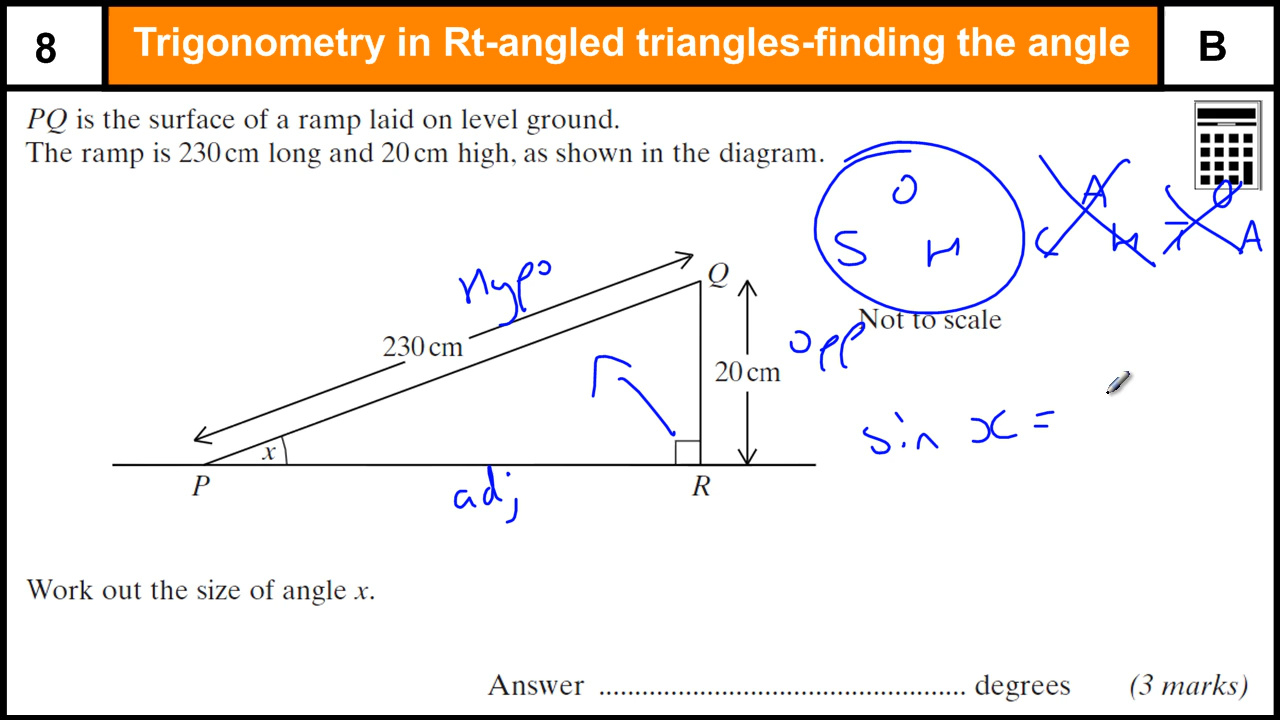 8
Trigonometry in Rt-angled triangles-finding the angle
B
PQ is the surface of a ramp laid on level ground.
The ramp is 230 cm long and 20 cm high, as shown in the diagram.
O
S H
A
C H
O
T A
Hypo
Q
Not to scale
230 cm
opp
20 cm
sin x =
x
P
adj
R
Work out the size of angle x.
Answer ................................................. degrees (3 marks)